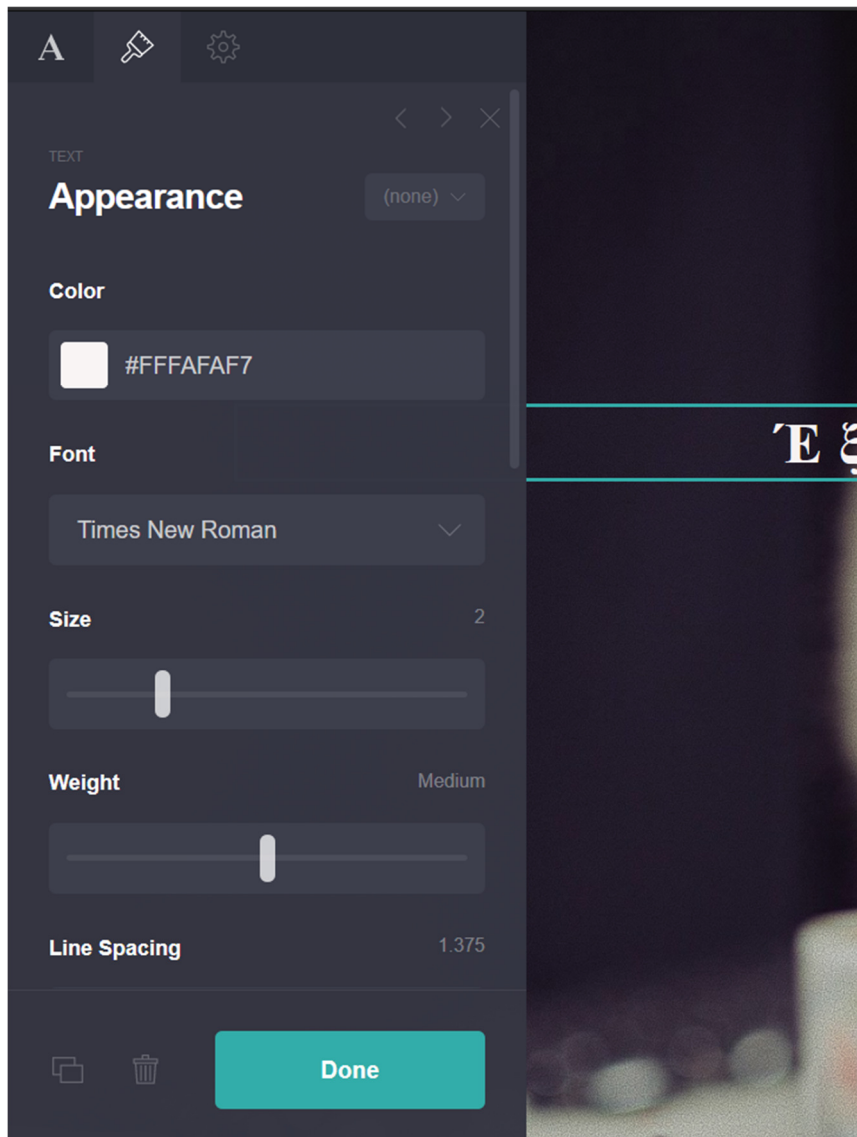 A
TEXT
Appearance
(none)
Color
#FFFAFAF7
Font
Times New Roman
Size
2
Weight
Medium
Line Spacing
1.375
Done
Έ ξ